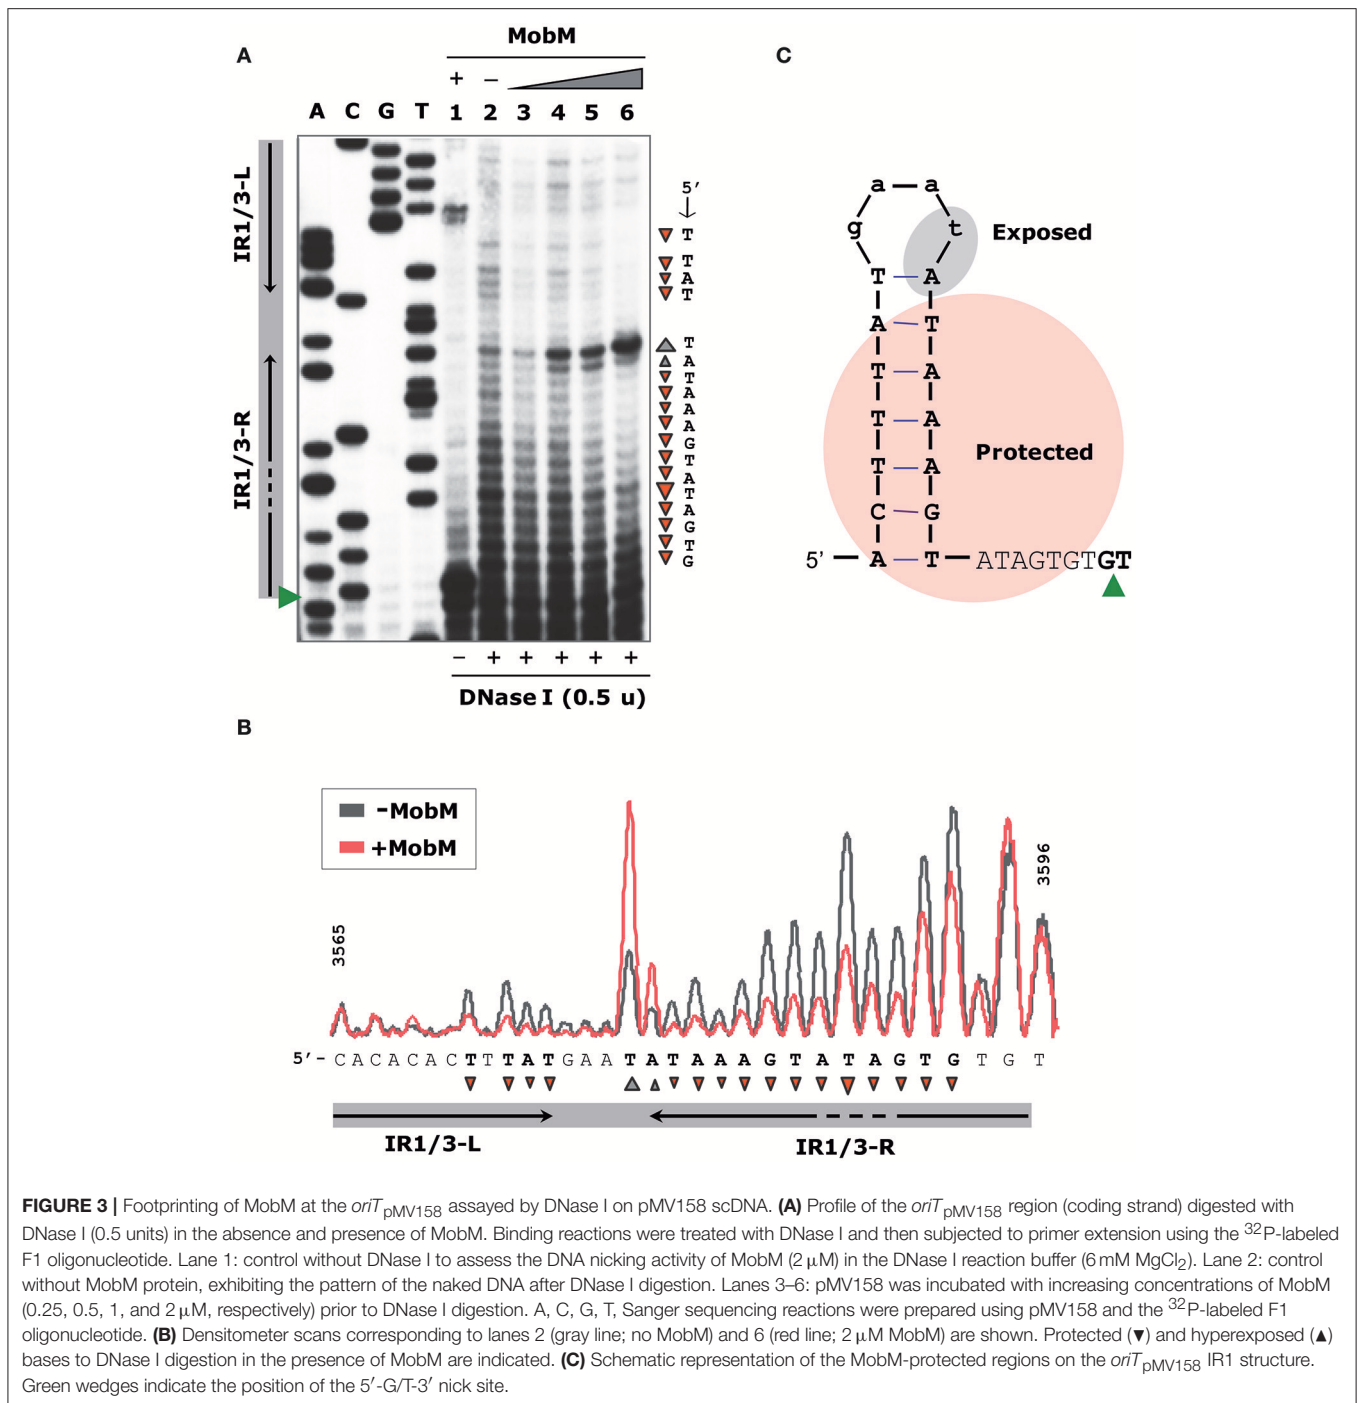 A
MobM
+ −
A C G T 1 2 3 4 5 6
IR1/3-L
IR1/3-R
5′
T
T
A
T
T
A
T
A
A
A
G
T
A
T
A
G
T
G
− + + + + +
DNase I (0.5 u)
C
a a
g t
Exposed
T A
A T
T A
T A
T A
Protected
C G
5′ A T ATAGTGTGT
B
-MobM
+MobM
3565
3596
5′- CACACACTTTATGAATATAAAGTATAGTGTGT
IR1/3-L
IR1/3-R
FIGURE 3 | Footprinting of MobM at the oriTpMV158 assayed by DNase I on pMV158 scDNA. (A) Profile of the oriTpMV158 region (coding strand) digested with
DNase I (0.5 units) in the absence and presence of MobM. Binding reactions were treated with DNase I and then subjected to primer extension using the 32P-labeled
F1 oligonucleotide. Lane 1: control without DNase I to assess the DNA nicking activity of MobM (2 μM) in the DNase I reaction buffer (6 mM MgCl2). Lane 2: control
without MobM protein, exhibiting the pattern of the naked DNA after DNase I digestion. Lanes 3–6: pMV158 was incubated with increasing concentrations of MobM
(0.25, 0.5, 1, and 2 μM, respectively) prior to DNase I digestion. A, C, G, T, Sanger sequencing reactions were prepared using pMV158 and the 32P-labeled F1
oligonucleotide. (B) Densitometer scans corresponding to lanes 2 (gray line; no MobM) and 6 (red line; 2 μM MobM) are shown. Protected (▼) and hyperexposed (▲)
bases to DNase I digestion in the presence of MobM are indicated. (C) Schematic representation of the MobM-protected regions on the oriTpMV158 IR1 structure.
Green wedges indicate the position of the 5′-G/T-3′ nick site.